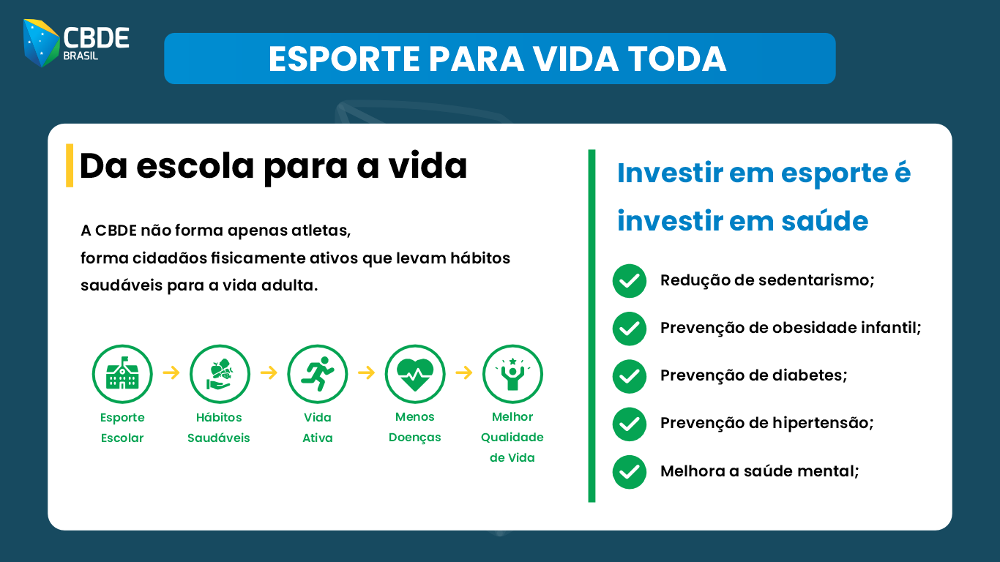 CBDE
BRASIL
ESPORTE PARA VIDA TODA
Da escola para a vida
A CBDE não forma apenas atletas,
forma cidadãos fisicamente ativos que levam hábitos
saudáveis para a vida adulta.
Esporte
Escolar
Hábitos
Saudáveis
Vida
Ativa
Menos
Doenças
Melhor
Qualidade
de Vida
Investir em esporte é
investir em saúde
Redução de sedentarismo;
Prevenção de obesidade infantil;
Prevenção de diabetes;
Prevenção de hipertensão;
Melhora a saúde mental;